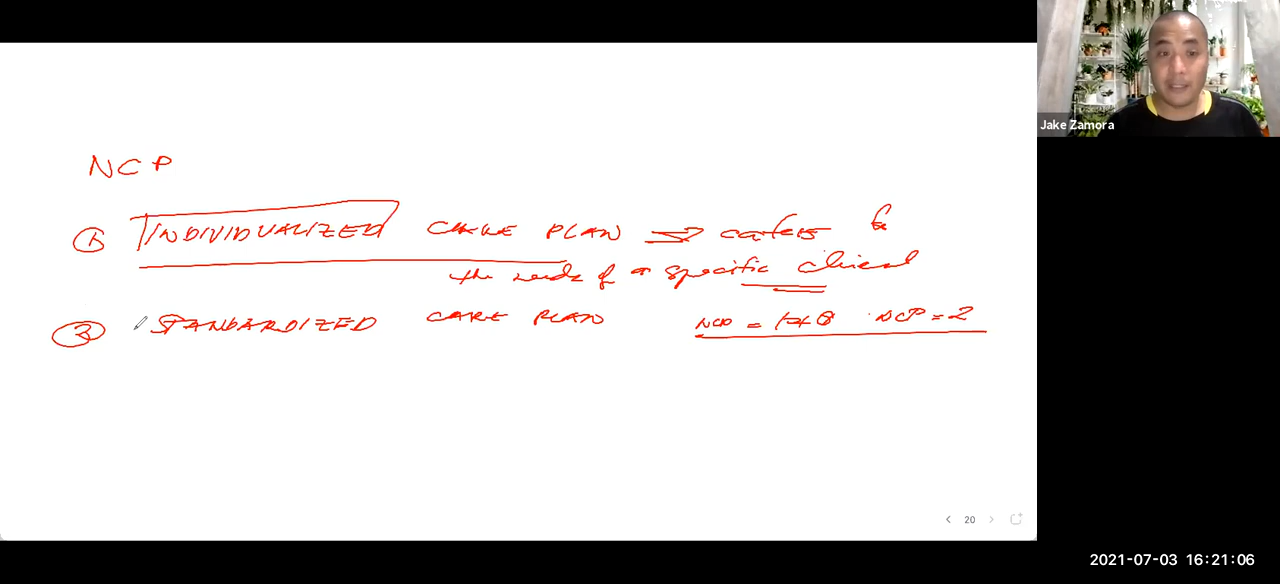 Jake Zamora
NCP
① INDIVIDUALIZED CARE PLAN ⇒ caters to
the needs of a specific client
② STANDARDIZED CARE PLAN
NCP = NCP = 2
20
2021-07-03 16:21:06